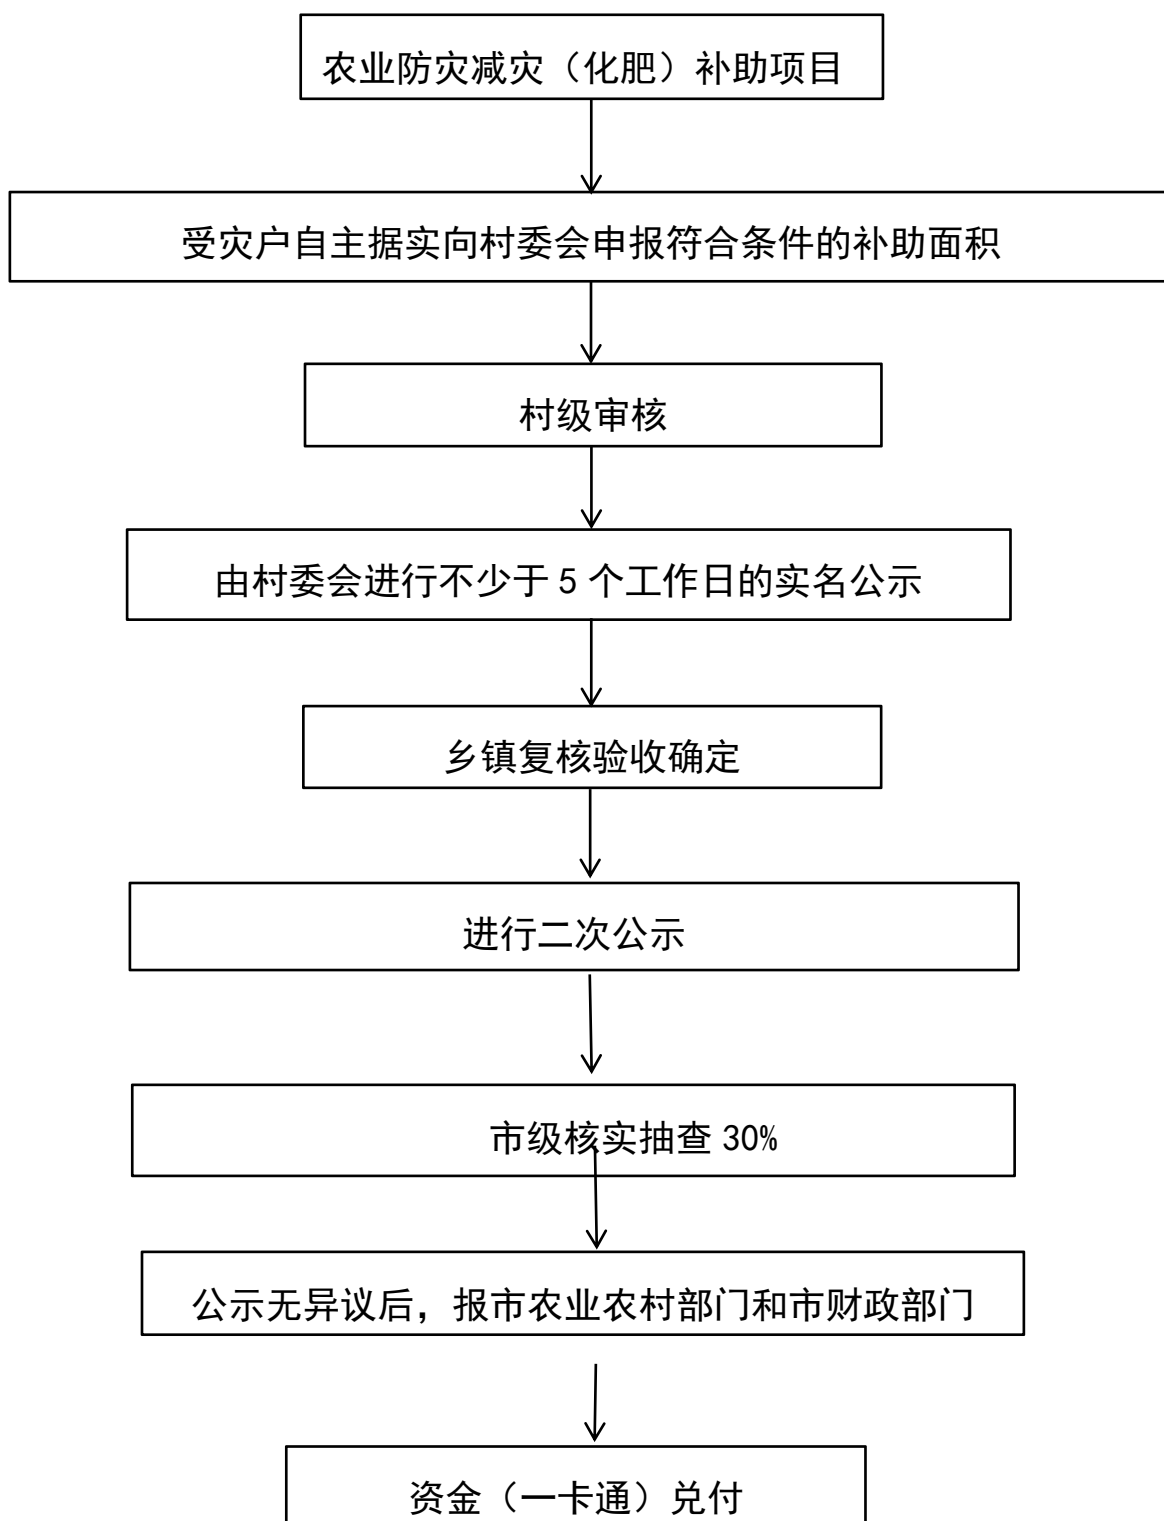 农业防灾减灾（化肥）补助项目
受灾户自主据实向村委会申报符合条件的补助面积
村级审核
由村委会进行不少于 5 个工作日的实名公示
乡镇复核验收确定
进行二次公示
市级核实抽查 30%
公示无异议后，报市农业农村部门和市财政部门
资金（一卡通）兑付